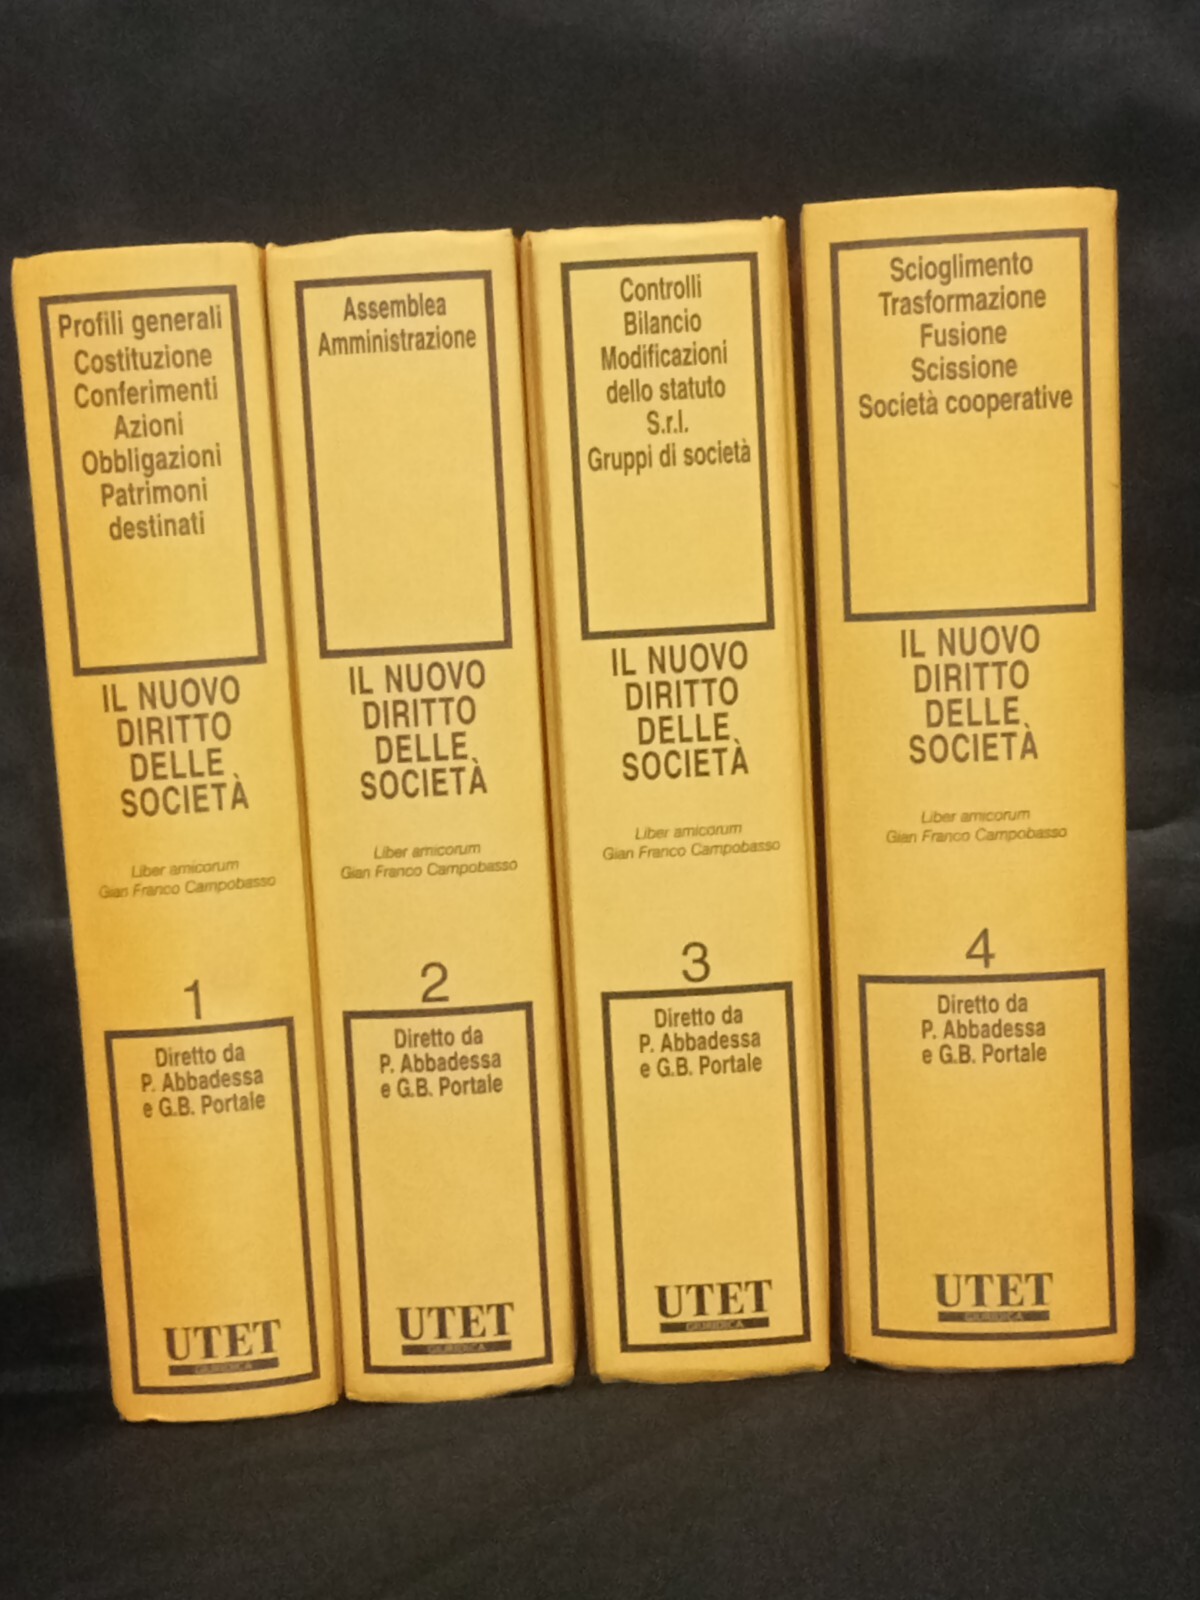 Profili generali
Costituzione
Conferimenti
Azioni
Obbligazioni
Patrimoni
destinati
IL NUOVO
DIRITTO
DELLE
SOCIETÀ
Liber amicorum
Gian Franco Campobasso
1
Diretto da
P. Abbadessa
e G.B. Portale
UTET
GIURIDICA
Assemblea
Amministrazione
IL NUOVO
DIRITTO
DELLE
SOCIETÀ
Liber amicorum
Gian Franco Campobasso
2
Diretto da
P. Abbadessa
e G.B. Portale
UTET
GIURIDICA
Controlli
Bilancio
Modificazioni
dello statuto
S.r.l.
Gruppi di società
IL NUOVO
DIRITTO
DELLE
SOCIETÀ
Liber amicorum
Gian Franco Campobasso
3
Diretto da
P. Abbadessa
e G.B. Portale
UTET
GIURIDICA
Scioglimento
Trasformazione
Fusione
Scissione
Società cooperative
IL NUOVO
DIRITTO
DELLE
SOCIETÀ
Liber amicorum
Gian Franco Campobasso
4
Diretto da
P. Abbadessa
e G.B. Portale
UTET
GIURIDICA